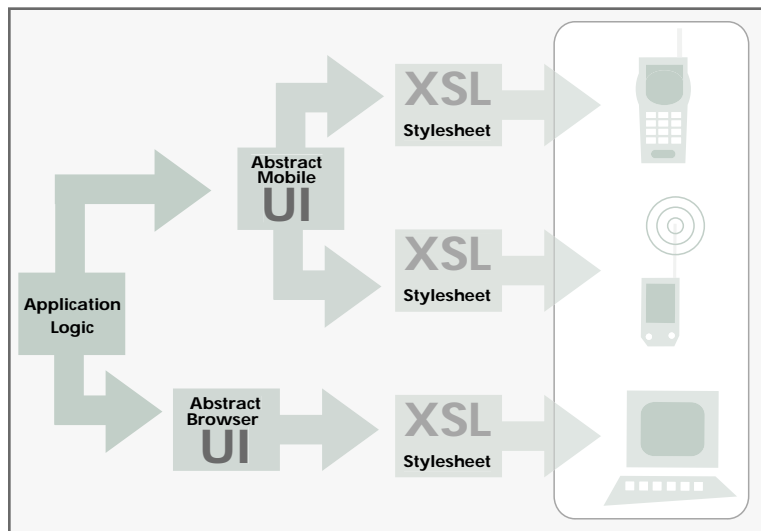 XSL
Stylesheet
Abstract
Mobile
UI
XSL
Stylesheet
Application
Logic
Abstract
Browser
UI
XSL
Stylesheet